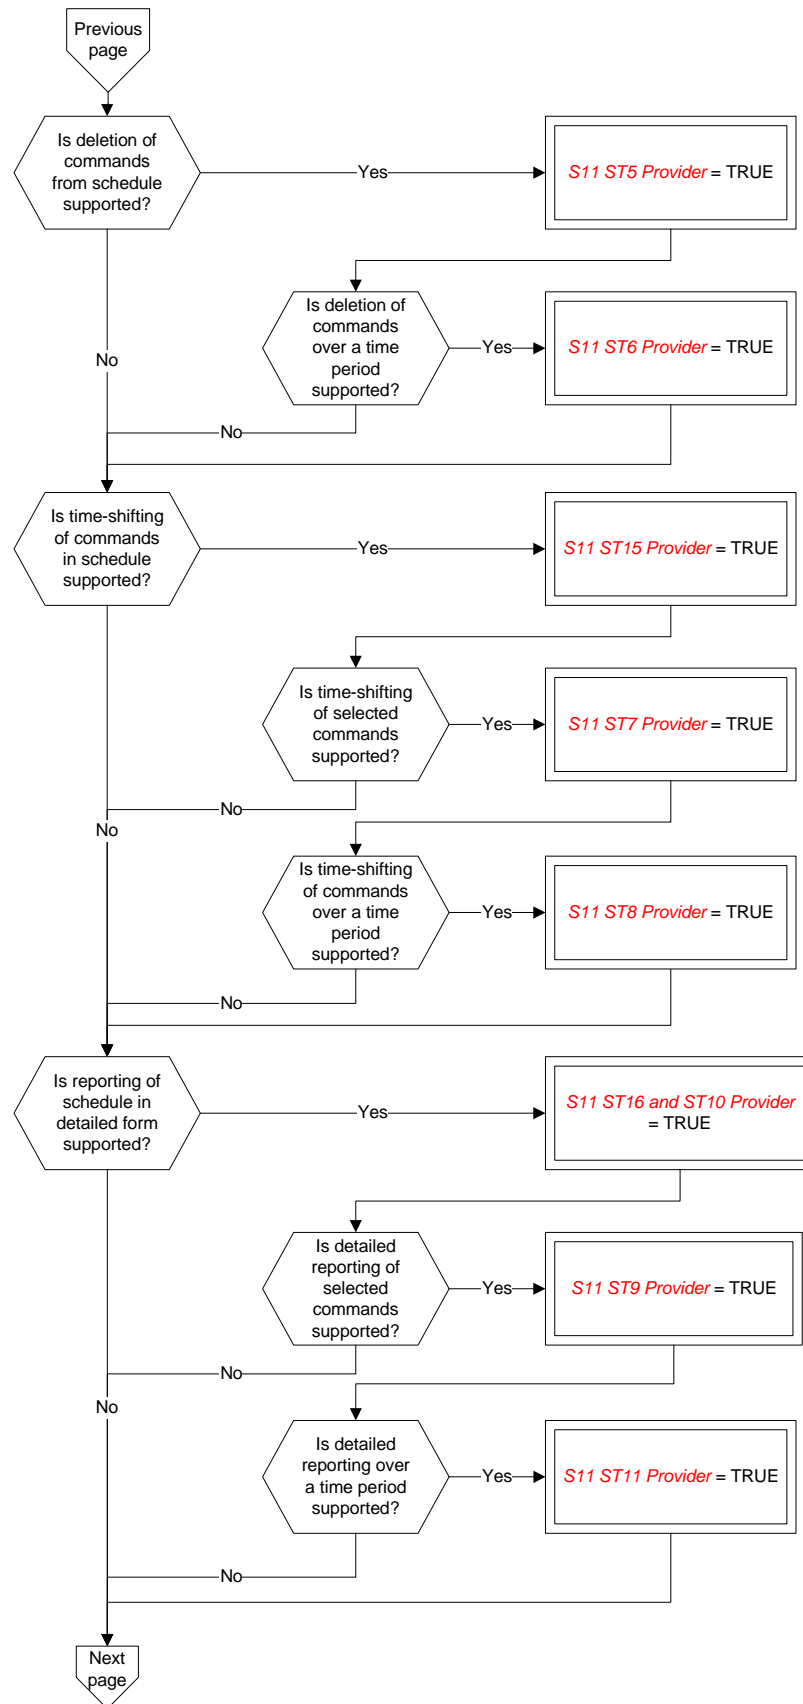 Previous
page
Is deletion of
commands
from schedule
supported?
Yes
S11 ST5 Provider = TRUE
Is deletion of
commands
over a time
period
supported?
Yes
S11 ST6 Provider = TRUE
No
No
Is time-shifting
of commands
in schedule
supported?
Yes
S11 ST15 Provider = TRUE
Is time-shifting
of selected
commands
supported?
Yes
S11 ST7 Provider = TRUE
No
No
Is time-shifting
of commands
over a time
period
supported?
Yes
S11 ST8 Provider = TRUE
No
Is reporting of
schedule in
detailed form
supported?
Yes
S11 ST16 and ST10 Provider
= TRUE
Is detailed
reporting of
selected
commands
supported?
Yes
S11 ST9 Provider = TRUE
No
No
Is detailed
reporting over
a time period
supported?
Yes
S11 ST11 Provider = TRUE
No
Next
page